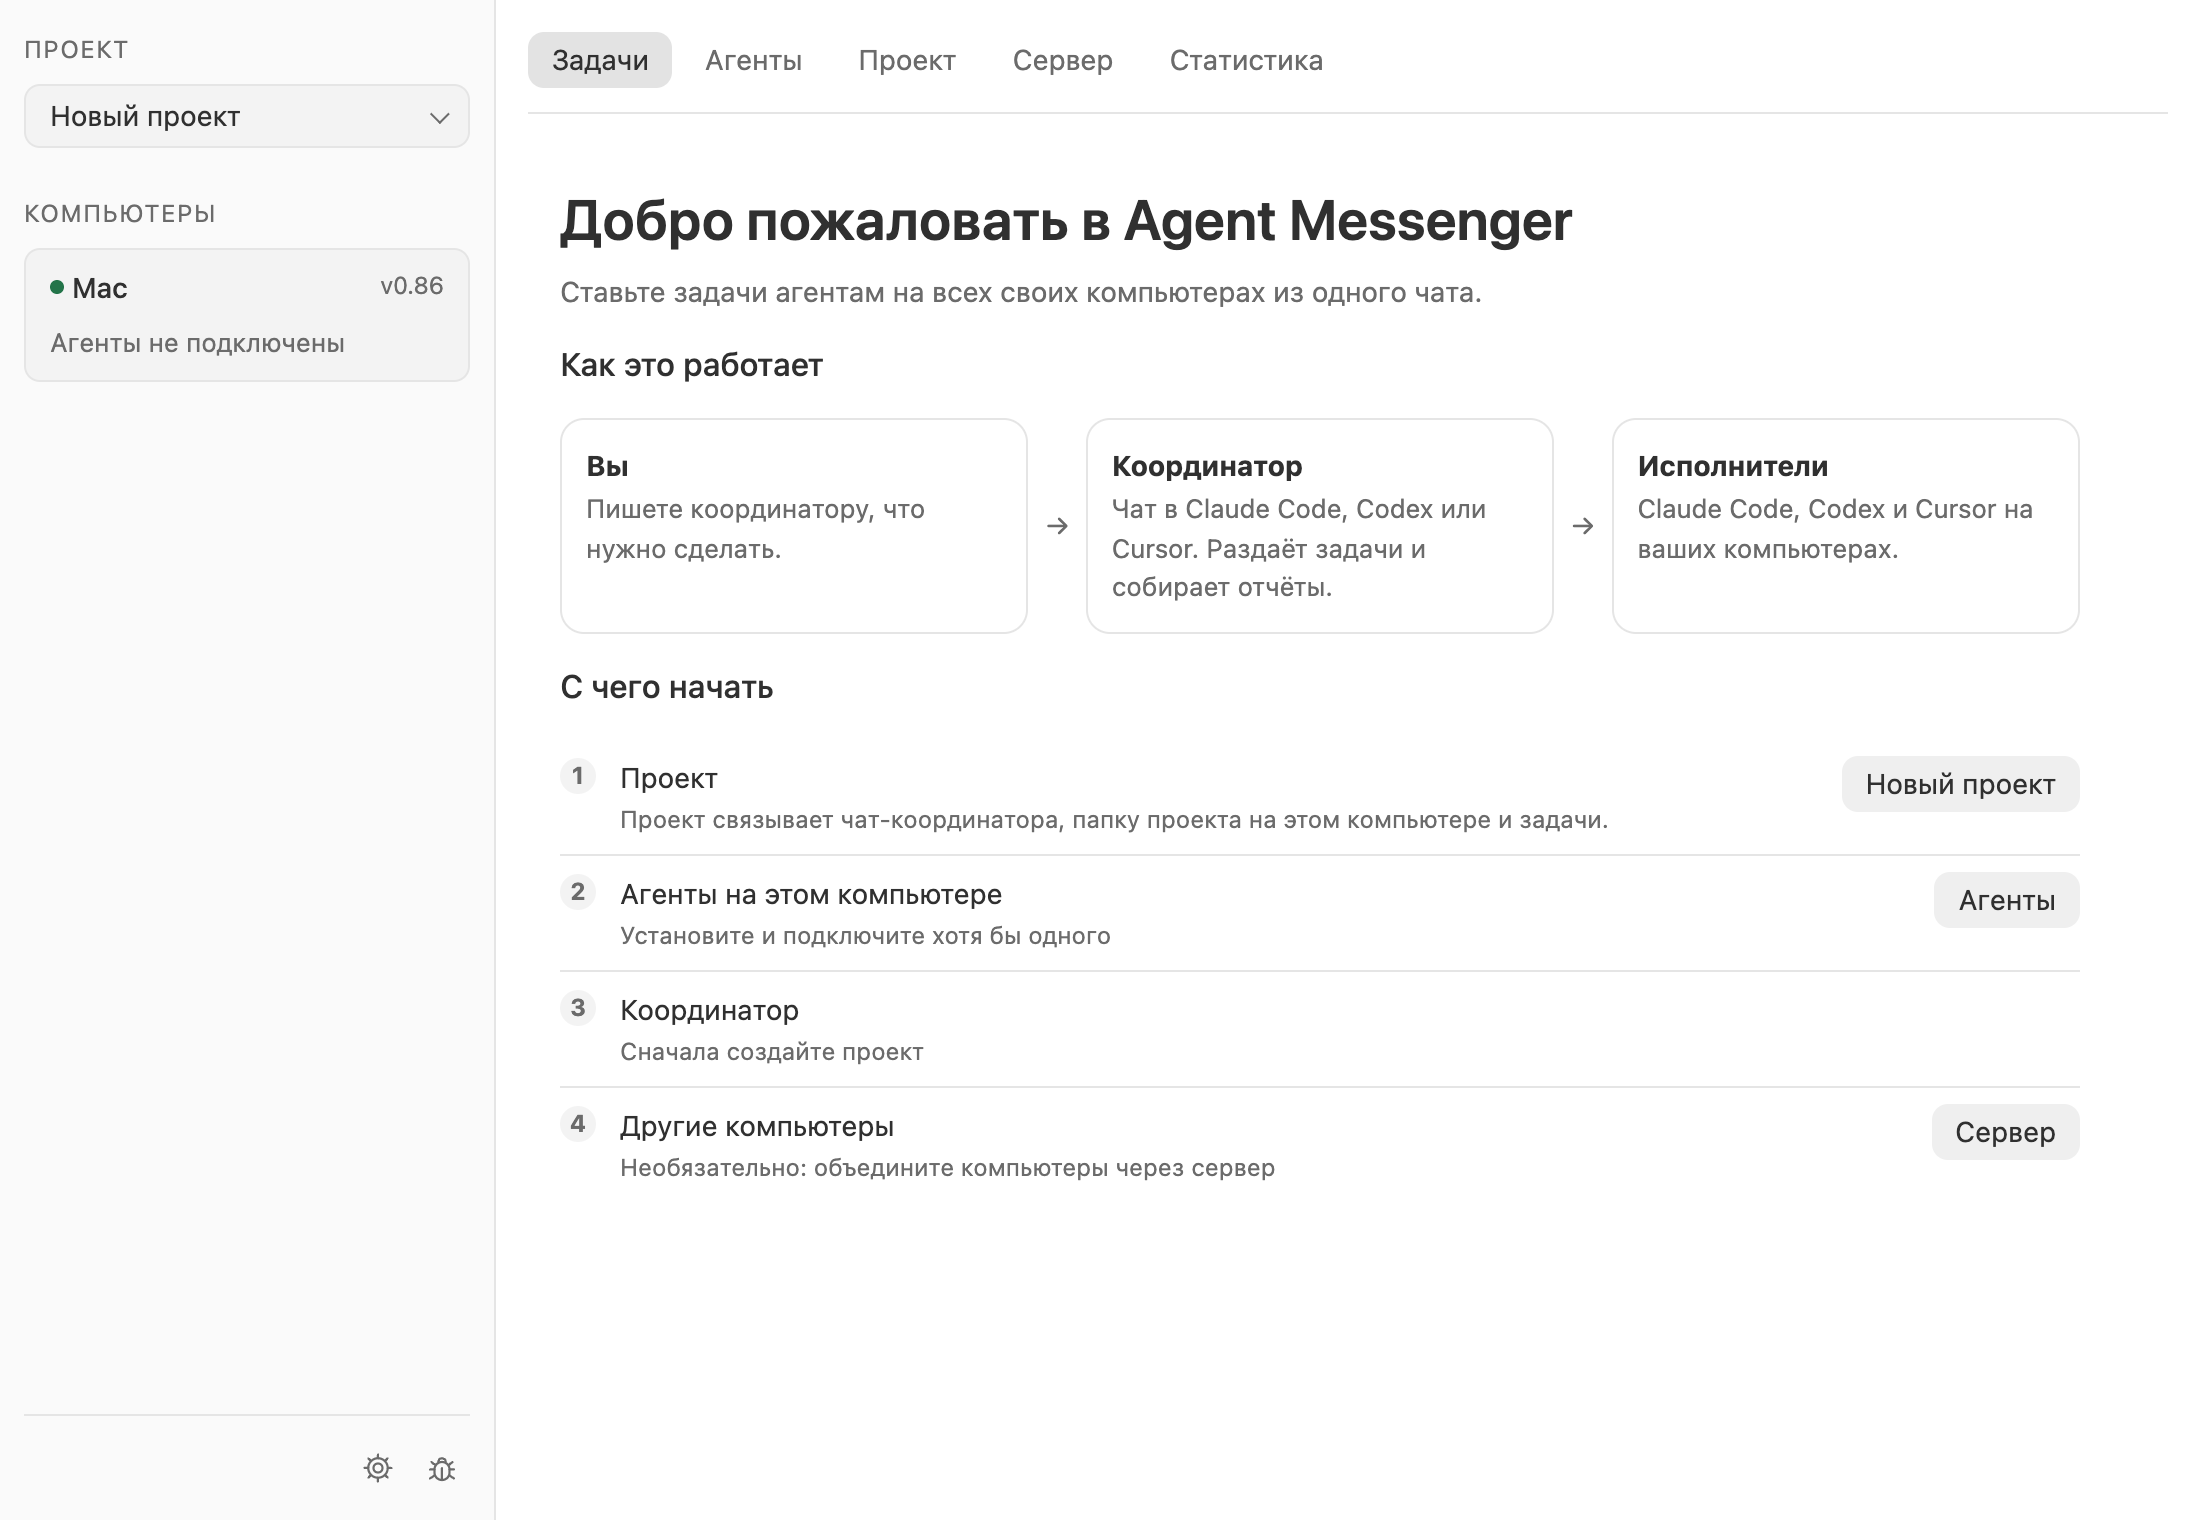 ПРОЕКТ
Новый проект
КОМПЬЮТЕРЫ
Mac
v0.86
Агенты не подключены
Задачи
Агенты
Проект
Сервер
Статистика
Добро пожаловать в Agent Messenger
Ставьте задачи агентам на всех своих компьютерах из одного чата.
Как это работает
Вы
Пишете координатору, что
нужно сделать.
→
Координатор
Чат в Claude Code, Codex или
Cursor. Раздаёт задачи и
собирает отчёты.
→
Исполнители
Claude Code, Codex и Cursor на
ваших компьютерах.
С чего начать
1
Проект
Проект связывает чат-координатора, папку проекта на этом компьютере и задачи.
Новый проект
2
Агенты на этом компьютере
Установите и подключите хотя бы одного
Агенты
3
Координатор
Сначала создайте проект
4
Другие компьютеры
Необязательно: объедините компьютеры через сервер
Сервер